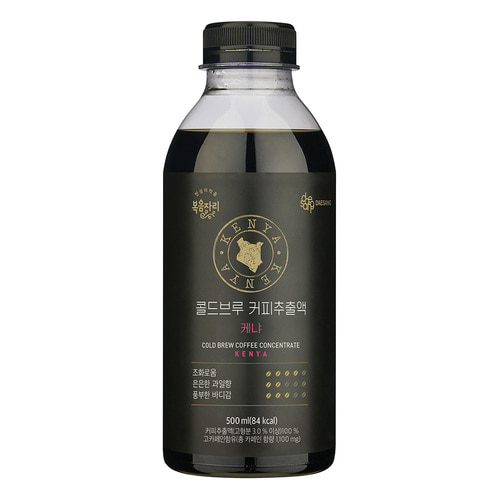 복음자리
DAESANG
KENYA
KENYA
콜드브루 커피추출액
케냐
COLD BREW COFFEE CONCENTRATE
KENYA
조화로움
은은한 과일향
풍부한 바디감
500 ml(84 kcal)
커피추출액(고형분 3.0 % 이상)100 %
고카페인함유(총 카페인 함량 1,100 mg)